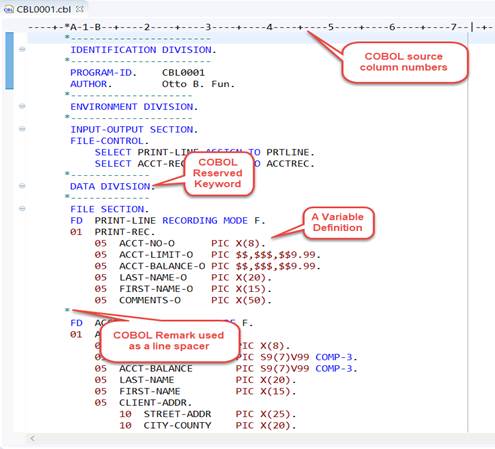 CBL0001.cbl
----+-*A-1-B--+----2----+----3----+----4----+----5----+----6----+----7--|-+-
*-----------------------
IDENTIFICATION DIVISION.
*-----------------------
PROGRAM-ID.    CBL0001
AUTHOR.        Otto B. Fun.
*--------------------
ENVIRONMENT DIVISION.
*--------------------
INPUT-OUTPUT SECTION.
FILE-CONTROL.
SELECT PRINT-LINE ASSIGN TO PRTLINE.
SELECT ACCT-REC TO ACCTREC.
*-------------
DATA DIVISION.
*-------------
FILE SECTION.
FD  PRINT-LINE RECORDING MODE F.
01  PRINT-REC.
05  ACCT-NO-O      PIC X(8).
05  ACCT-LIMIT-O   PIC $$,$$$,$$9.99.
05  ACCT-BALANCE-O PIC $$,$$$,$$9.99.
05  LAST-NAME-O    PIC X(20).
05  FIRST-NAME-O   PIC X(15).
05  COMMENTS-O     PIC X(50).
*
FD F.
01
PIC X(8).
PIC S9(7)V99 COMP-3.
05  ACCT-BALANCE       PIC S9(7)V99 COMP-3.
05  LAST-NAME          PIC X(20).
05  FIRST-NAME         PIC X(15).
05  CLIENT-ADDR.
10  STREET-ADDR    PIC X(25).
10  CITY-COUNTY    PIC X(20).
COBOL source
column numbers
COBOL
Reserved
Keyword
A Variable
Definition
COBOL Remark used
as a line spacer